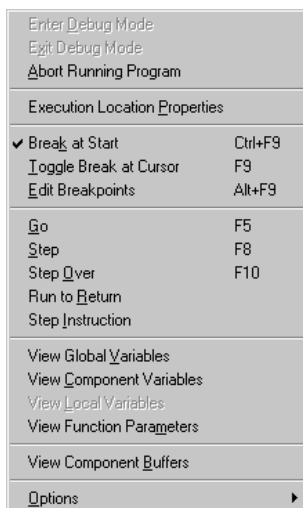 Enter Debug Mode
Exit Debug Mode
Abort Running Program
Execution Location Properties
Break at Start Ctrl+F9
Toggle Break at Cursor F9
Edit Breakpoints Alt+F9
Go F5
Step F8
Step Over F10
Run to Return
Step Instruction
View Global Variables
View Component Variables
View Local Variables
View Function Parameters
View Component Buffers
Options